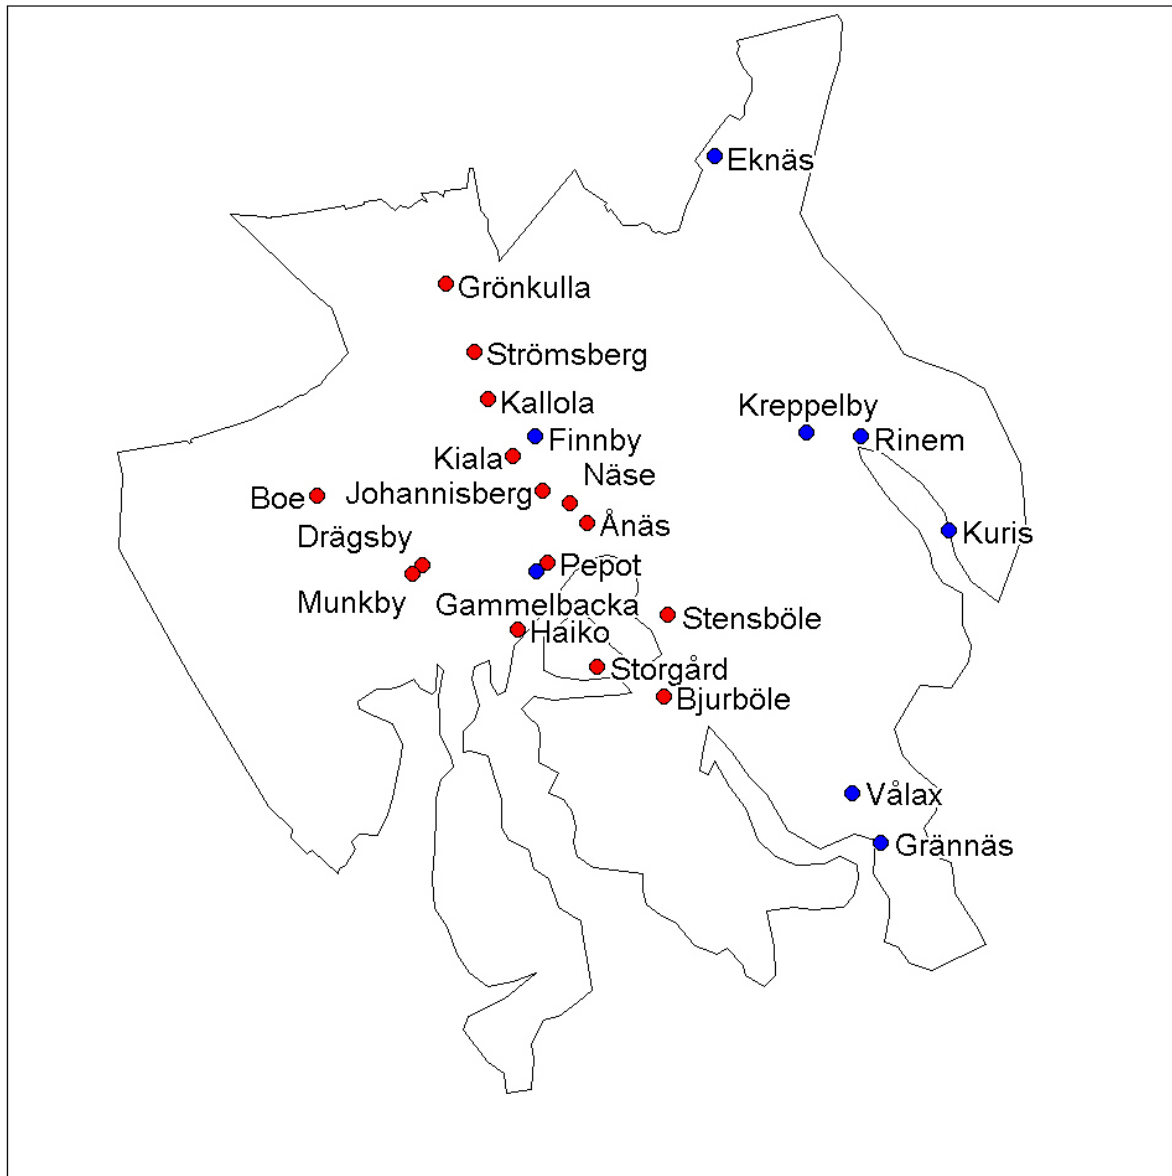 Eknäs
Grönkulla
Strömsberg
Kallola
Kreppelby
Finnby
Rinem
Kiala
Näse
Johannisberg
Boe
Ånäs
Kuris
Drägsby
Pepot
Munkby
Gammelbacka
Stensböle
Haiko
Storgård
Bjurböle
Vålax
Grännäs